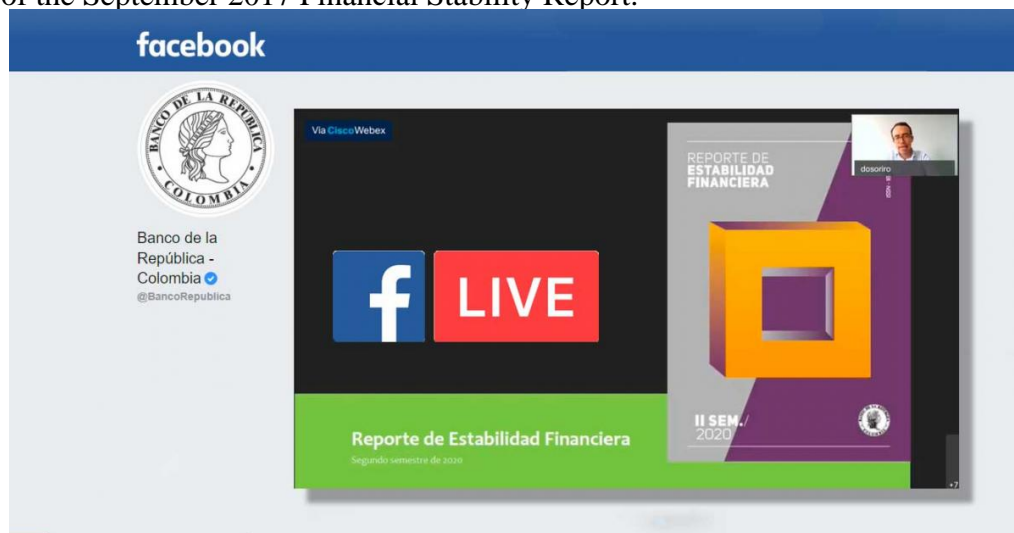 of the September 2017 Financial Stability Report.
facebook
BANCO DE LA REPUBLICA
COLOMBIA
Banco de la
República -
Colombia
@BancoRepublica
Via Cisco Webex
REPORTE DE
ESTABILIDAD
FINANCIERA
dosoriro
f LIVE
II SEM./
2020
Reporte de Estabilidad Financiera
Segundo semestre de 2020
+7